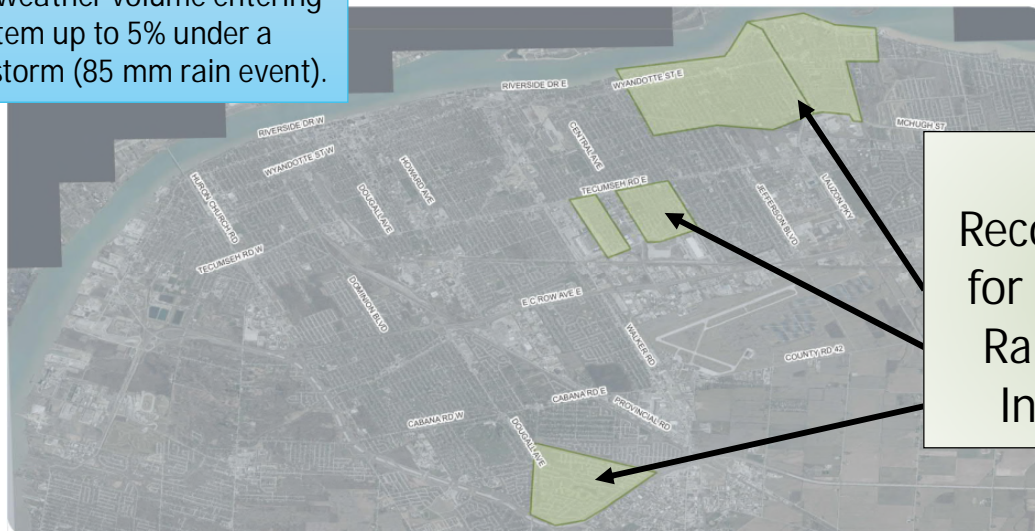 weather volume entering
tem up to 5% under a
storm (85 mm rain event).
RIVERSIDE DR E
WYANDOTTE ST E
MCHUGH ST
RIVERSIDE DR W
CENTRAL AVE
WYANDOTTE ST W
HOWARD AVE
TECUMSEH RD E
HURON CHURCH RD
DOUGALL AVE
JEFFERSON BLVD
LAUZON PKY
Reco
for
Ra
In
TECUMSEH RD W
DOMINION BLVD
E C ROW AVE E
WALKER RD
COUNTY RD 42
CABANA RD E
CABANA RD W
PROVINCIAL RD
DOUGALL AVE